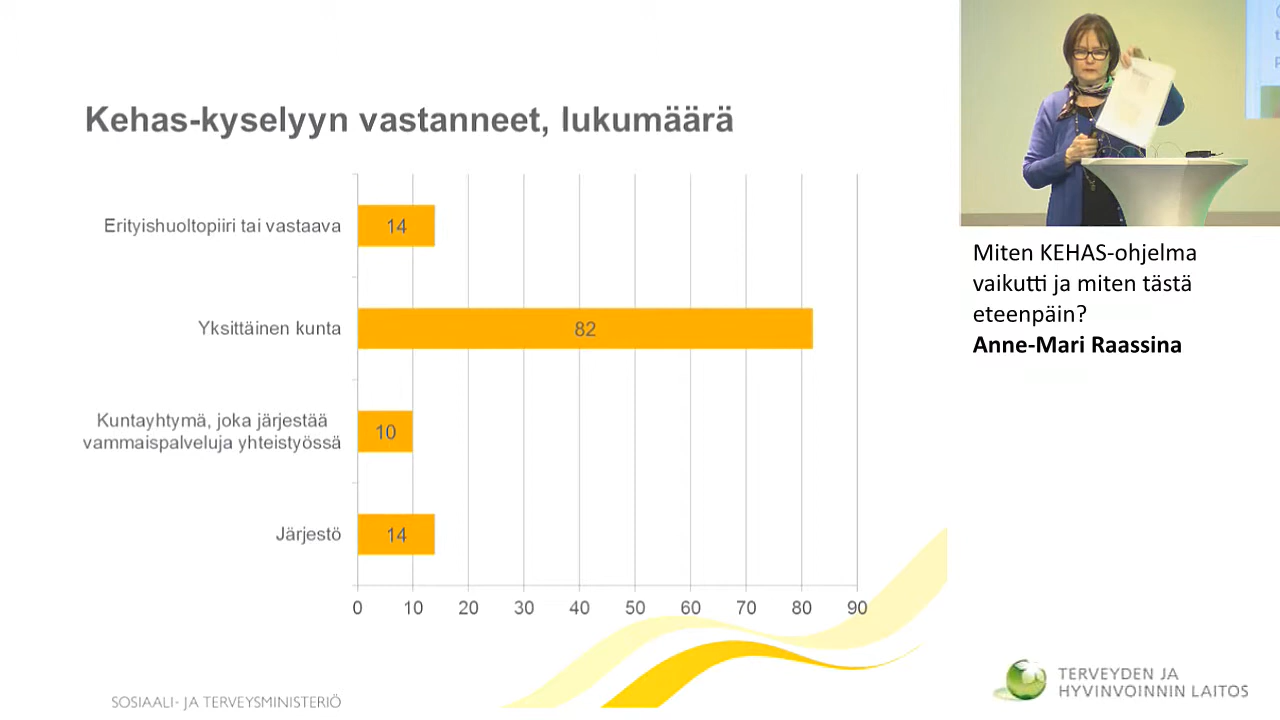 Kehas-kyselyyn vastanneet, lukumäärä
Erityishuoltopiiri tai vastaava
14
Yksittäinen kunta
82
Kuntayhtymä, joka järjestää
vammaispalveluja yhteistyössä
10
Järjestö
14
0 10 20 30 40 50 60 70 80 90
SOSIAALI- JA TERVEYSMINISTERIÖ
Miten KEHAS-ohjelma
vaikutti ja miten tästä
eteenpäin?
Anne-Mari Raassina
TERVEYDEN JA
HYVINVOINNIN LAITOS